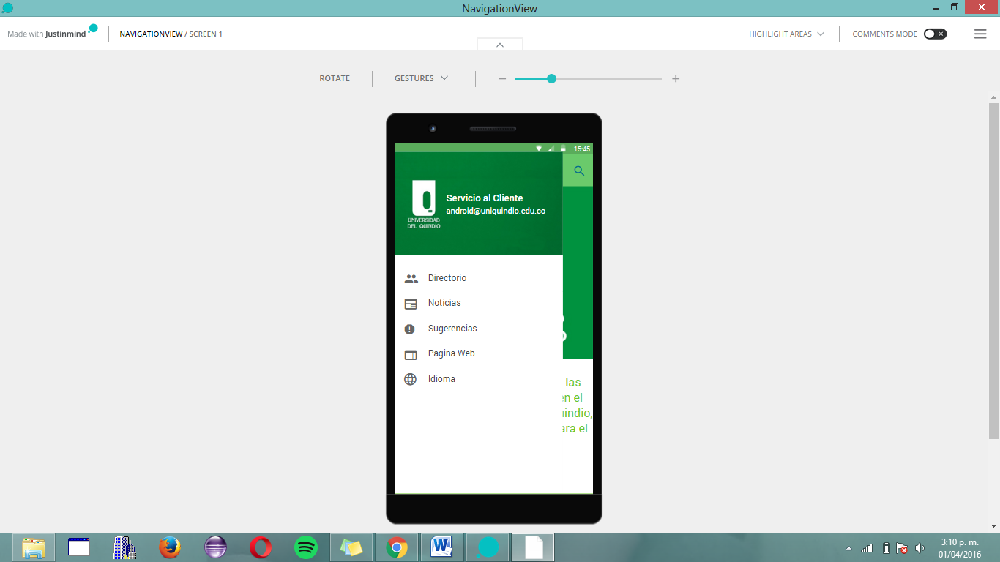 NavigationView
Made with Justinmind
NAVIGATIONVIEW / SCREEN 1
HIGHLIGHT AREAS
COMMENTS MODE
ROTATE
GESTURES
15:45
Servicio al Cliente
android@uniquindio.edu.co
UNIVERSIDAD
DEL QUINDIO
Directorio
Noticias
Sugerencias
Pagina Web
Idioma
las
en el
uindio,
ara el
3:10 p. m.
01/04/2016